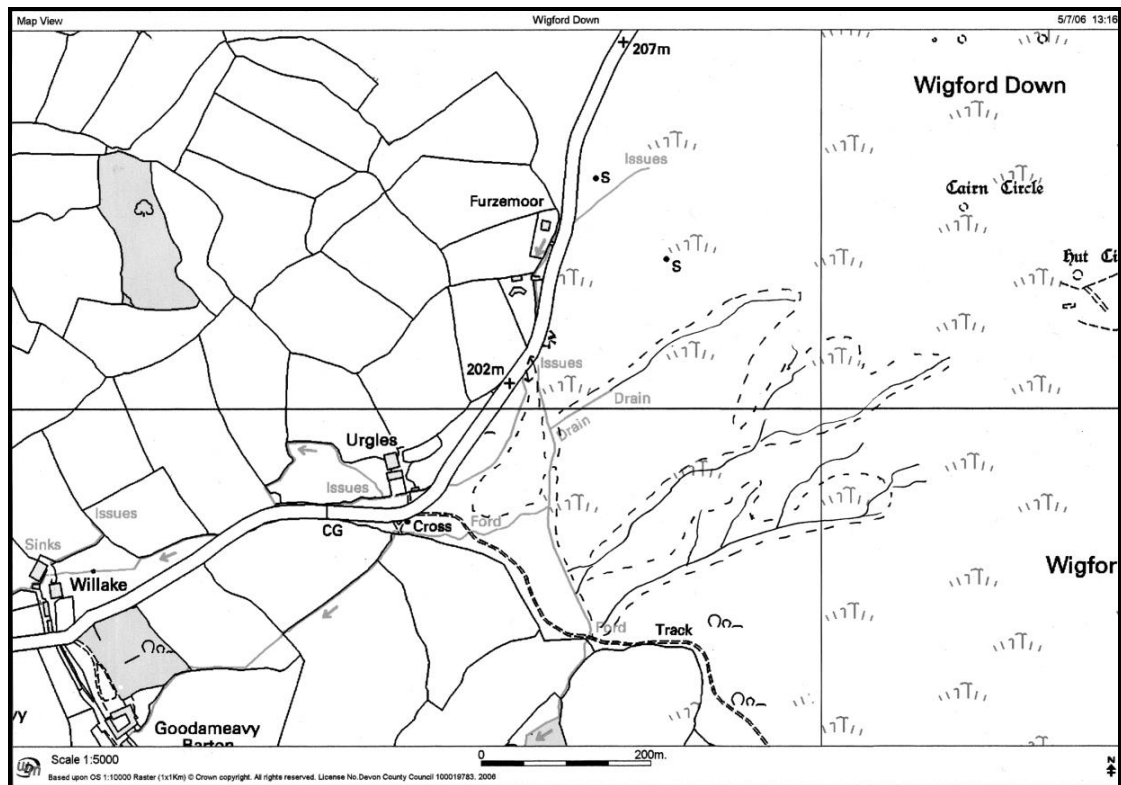 Map View Wigford Down 5/7/06 13:16
207m
Wigford Down
Issues
S
Cairn Circle
Furzemoor
S
Hut Ci
202m
Issues
Drain
Drain
Urgles
Issues
Issues
CG
Cross
Ford
Sinks
Willake
Wigfor
Ford
Track
vy
Goodameavy
Barton
Scale 1:5000
0 200m.
N
Based upon OS 1:10000 Raster (1x1Km) © Crown copyright. All rights reserved. License No.Devon County Council 100019783, 2006